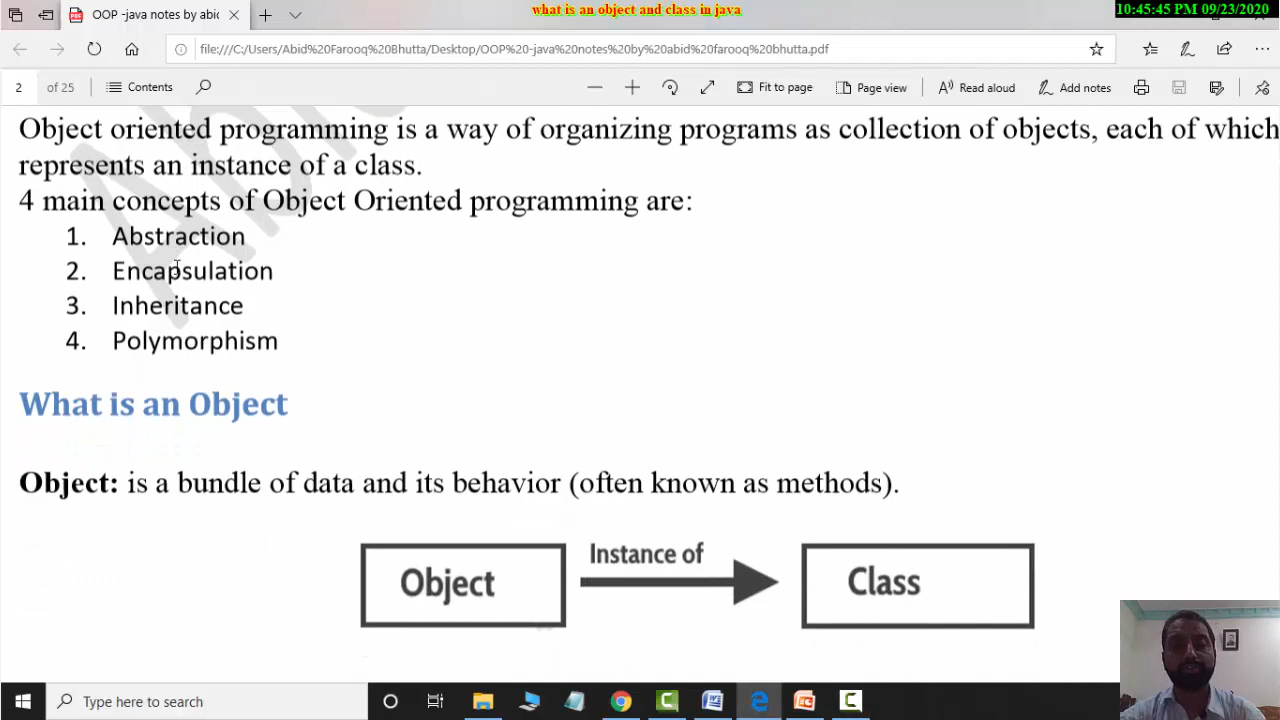 OOP -java notes by abid
what is an object and class in java
10:45:45 PM 09/23/2020
file:///C:/Users/Abid%20Farooq%20Bhutta/Desktop/OOP%20-java%20notes%20by%20abid%20farooq%20bhutta.pdf
2 of 25 Contents Fit to page Page view Read aloud Add notes
Object oriented programming is a way of organizing programs as collection of objects, each of which
represents an instance of a class.
4 main concepts of Object Oriented programming are:
1. Abstraction
2. Encapsulation
3. Inheritance
4. Polymorphism
What is an Object
Object: is a bundle of data and its behavior (often known as methods).
Instance of
Object Class
Type here to search